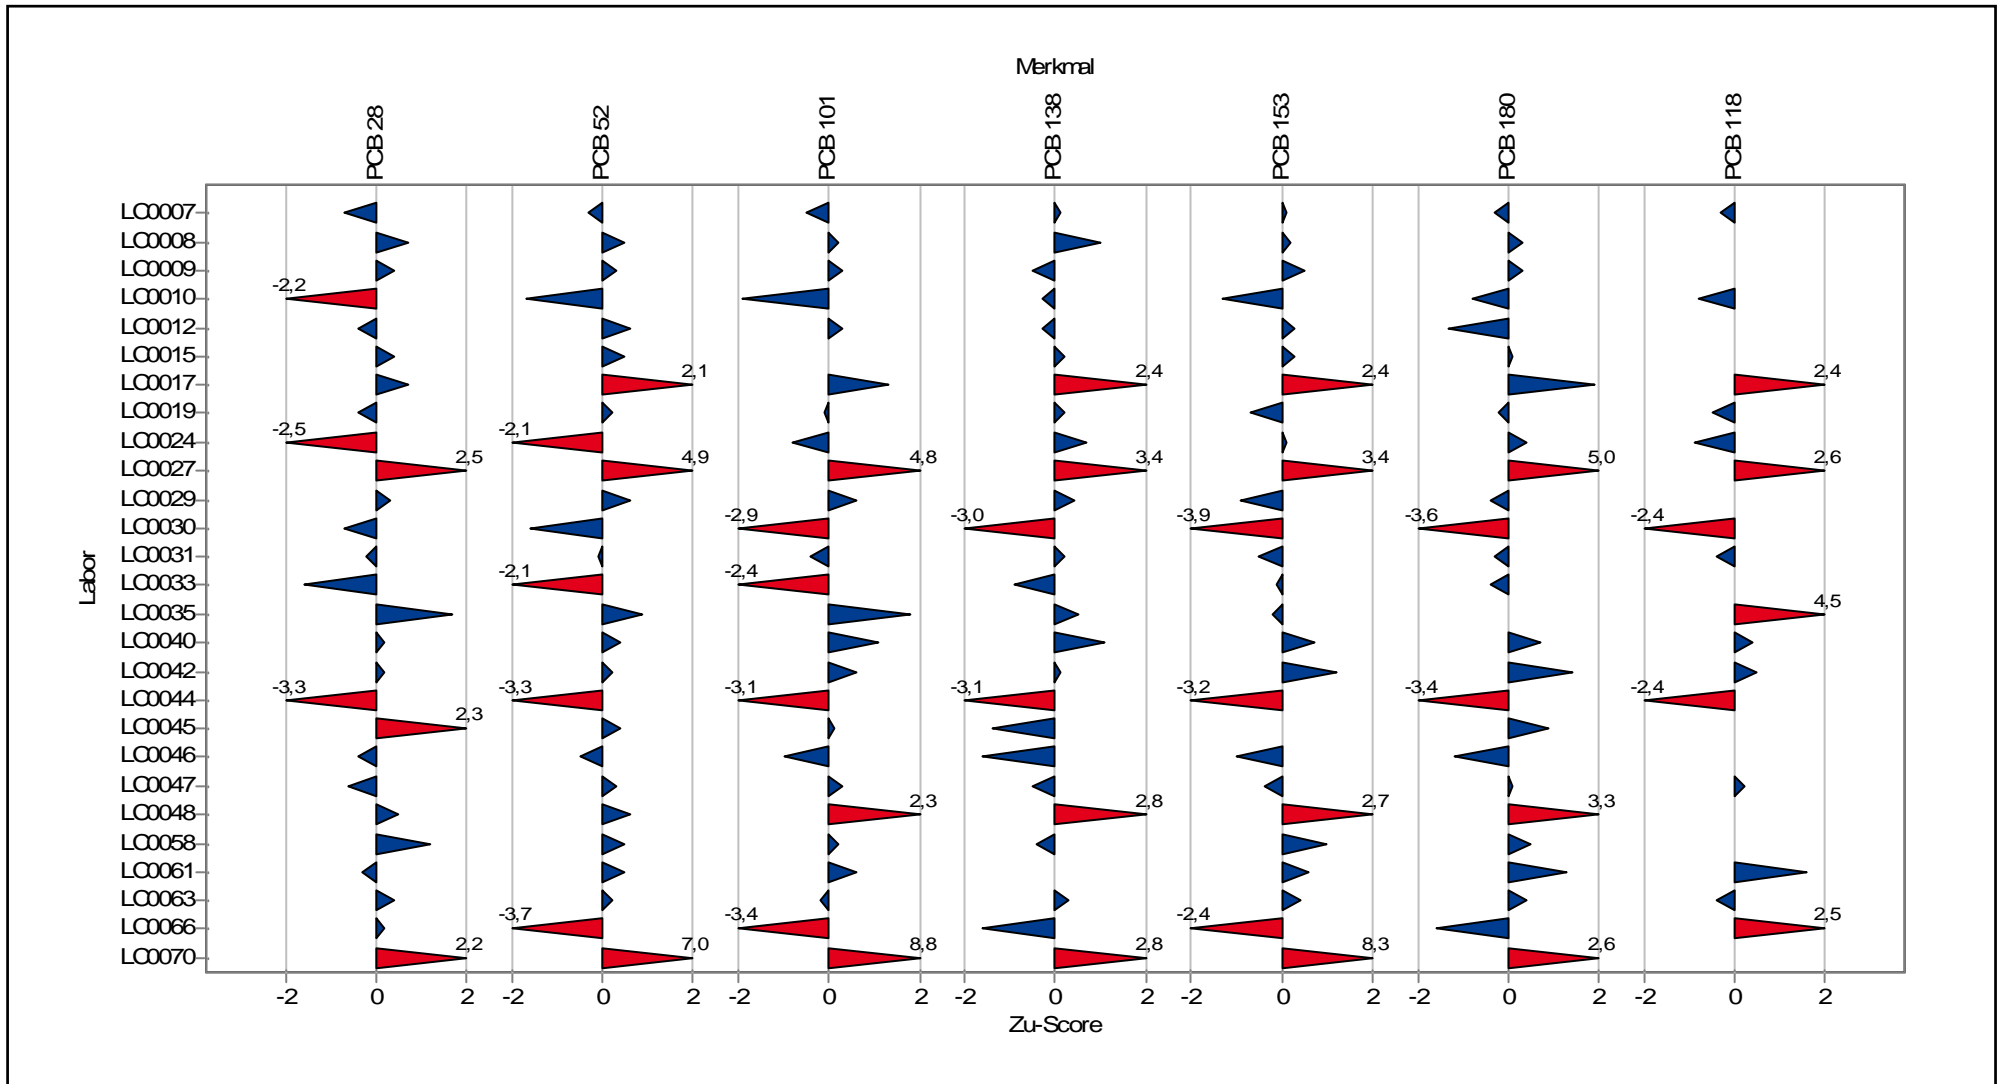 Merkmal
PCB 28 PCB 52 PCB 101 PCB 138 PCB 153 PCB 180 PCB 118
Labor
LC0007
LC0008
LC0009
LC0010 -2,2
LC0012
LC0015
LC0017 2,1 2,4 2,4 2,4
LC0019
LC0024 -2,5 -2,1
LC0027 2,5 4,9 4,8 3,4 3,4 5,0 2,6
LC0029
LC0030 -2,9 -3,0 -3,9 -3,6 -2,4
LC0031
LC0033 -2,1 -2,4
LC0035 4,5
LC0040
LC0042
LC0044 -3,3 -3,3 -3,1 -3,1 -3,2 -3,4 -2,4
LC0045 2,3
LC0046
LC0047
LC0048 2,3 2,8 2,7 3,3
LC0058
LC0061
LC0063
LC0066 -3,7 -3,4 -2,4 2,5
LC0070 2,2 7,0 8,8 2,8 8,3 2,6
-2 0 2 -2 0 2 -2 0 2 -2 0 2 -2 0 2 -2 0 2 -2 0 2
Zu-Score